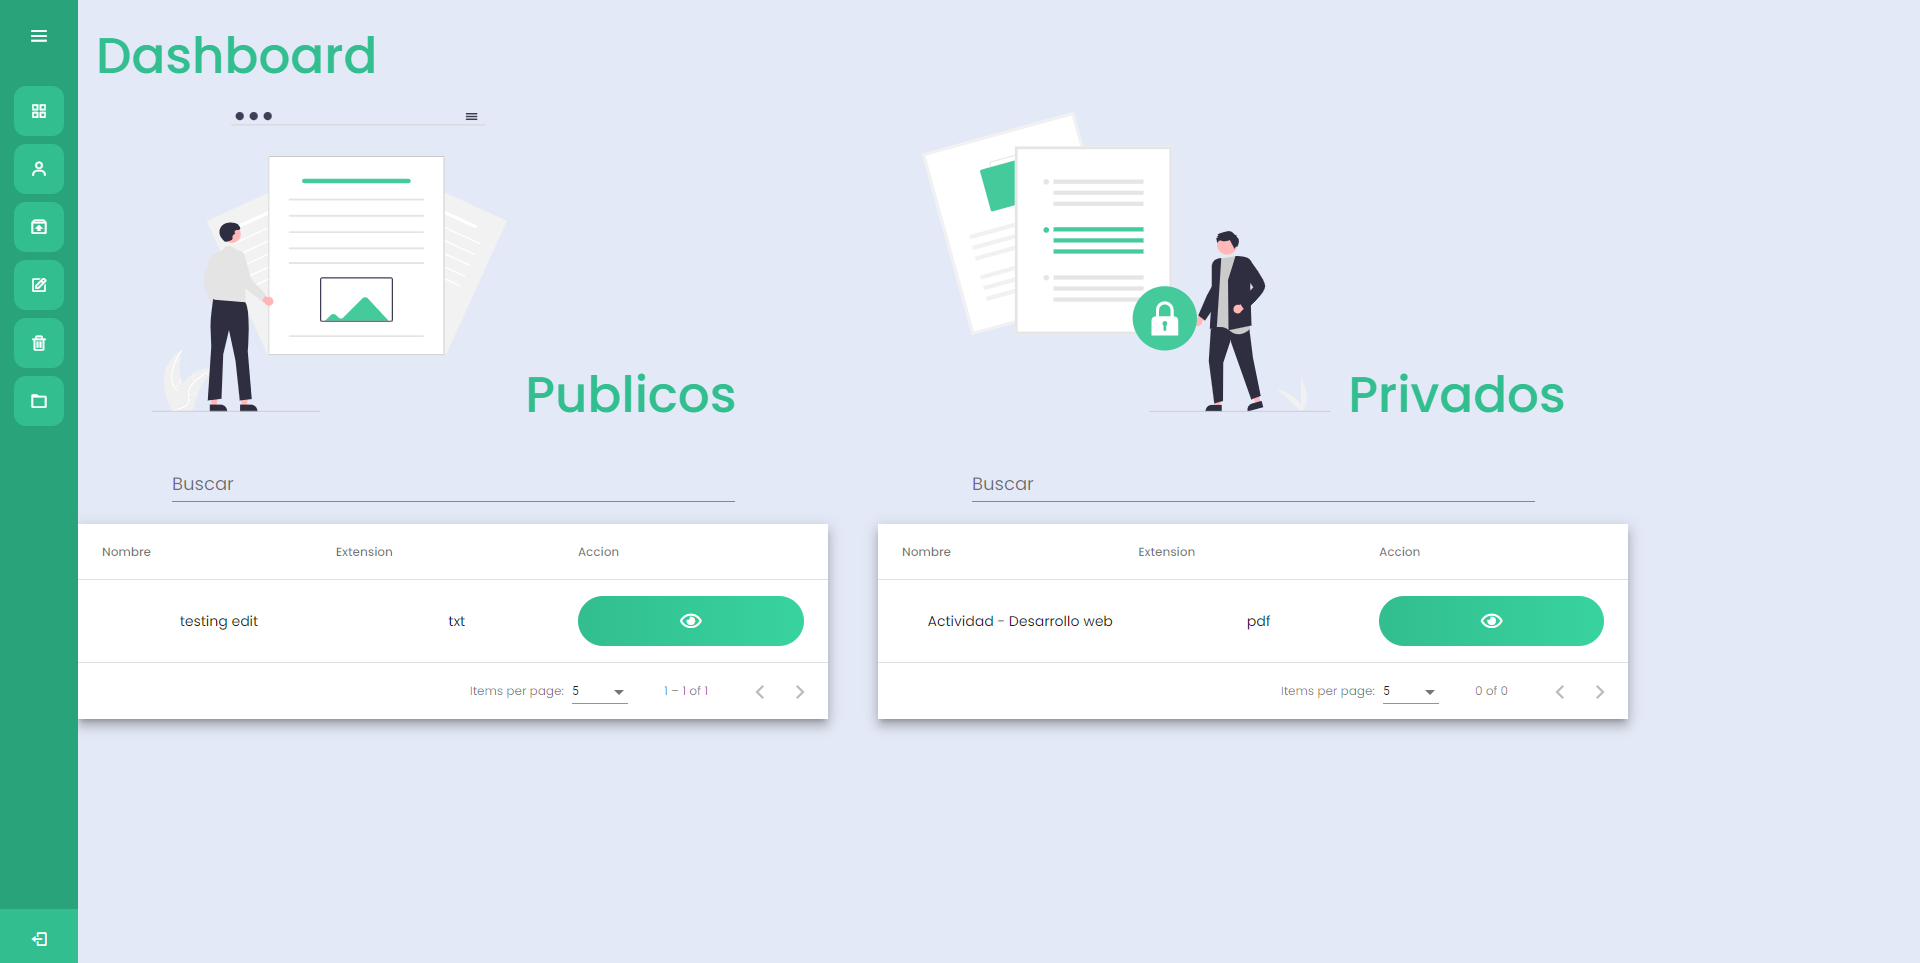 Dashboard
Publicos
Buscar
Nombre Extension Accion
testing edit txt
Items per page: 5 1 – 1 of 1
Privados
Buscar
Nombre Extension Accion
Actividad - Desarrollo web pdf
Items per page: 5 0 of 0